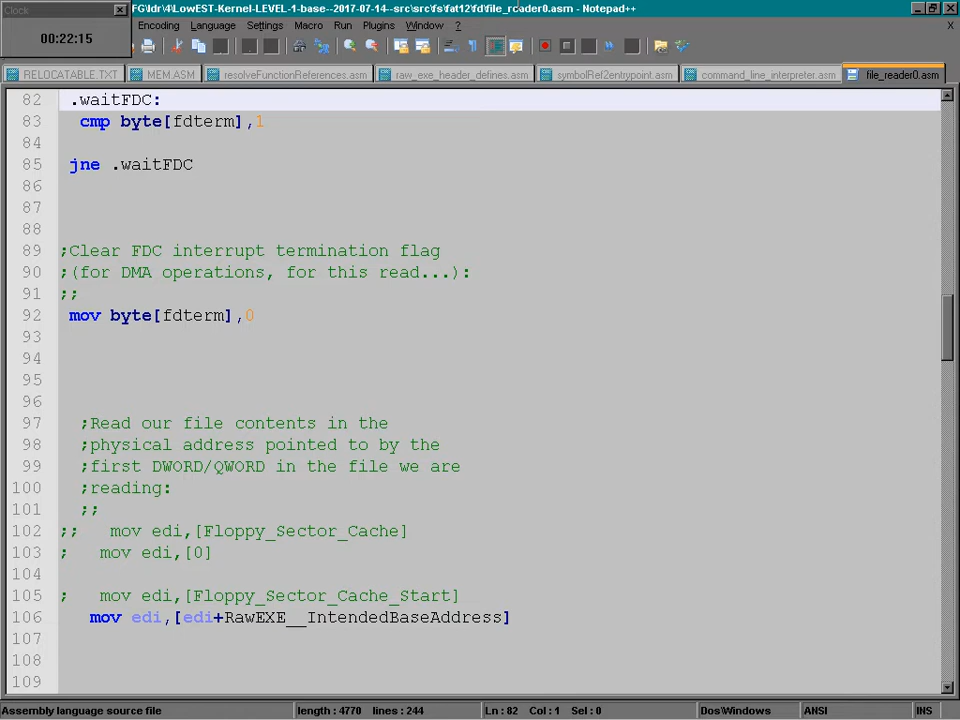 Clock
FG\ldr\4\LowEST-Kernel-LEVEL-1-base--2017-07-14--src\src\fs\fat12\fd\file_reader0.asm - Notepad++
00:22:15
Encoding Language Settings Macro Run Plugins Window X
RELOCATABLE.TXT MEM.ASM resolveFunctionReferences.asm raw_exe_header_defines.asm symbolRef2entrypoint.asm command_line_interpreter.asm file_reader0.asm
82 .waitFDC:
83 cmp byte[fdterm],1
84
85 jne .waitFDC
86
87
88
89 ;Clear FDC interrupt termination flag
90 ;(for DMA operations, for this read...):
91 ;;
92 mov byte[fdterm],0
93
94
95
96
97 ;Read our file contents in the
98 ;physical address pointed to by the
99 ;first DWORD/QWORD in the file we are
100 ;reading:
101 ;;
102 ;; mov edi,[Floppy_Sector_Cache]
103 ; mov edi,[0]
104
105 ; mov edi,[Floppy_Sector_Cache_Start]
106 mov edi,[edi+RawEXE__IntendedBaseAddress]
107
108
109
Assembly language source file length : 4770 lines : 244 Ln : 82 Col : 1 Sel : 0 Dos\Windows ANSI INS